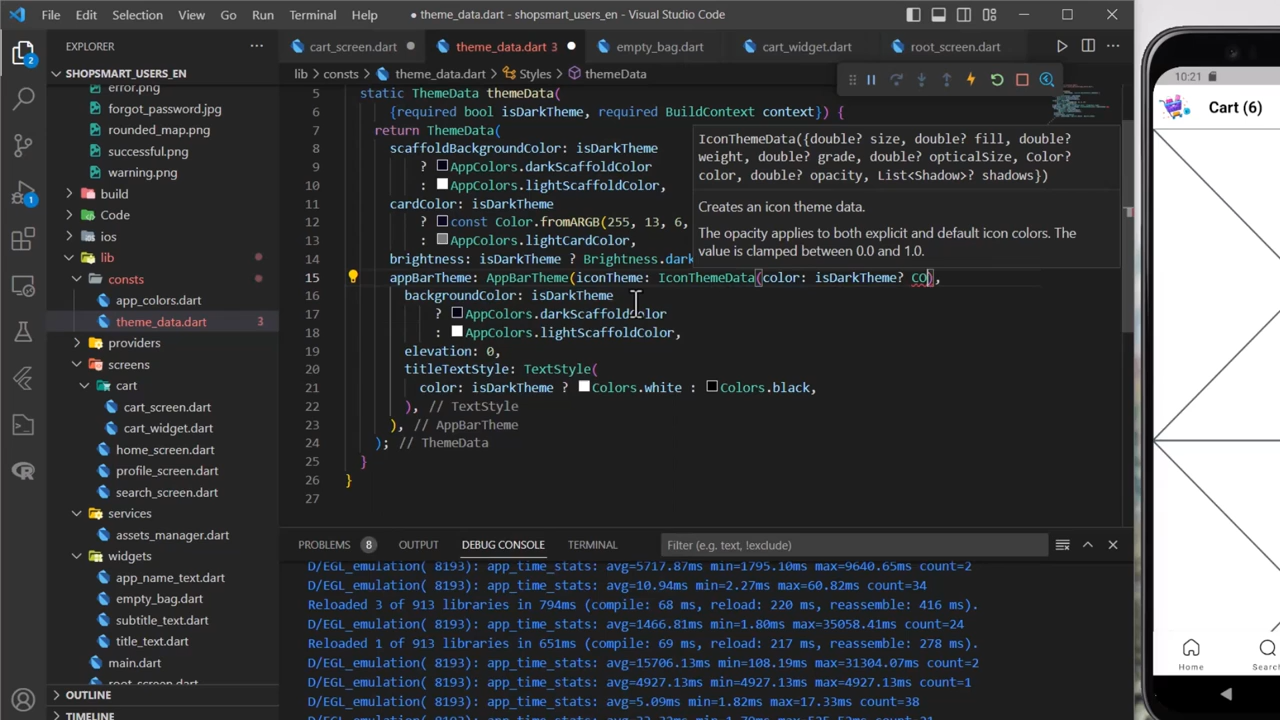 File Edit Selection View Go Run Terminal Help
theme_data.dart - shopsmart_users_en - Visual Studio Code
EXPLORER
cart_screen.dart
theme_data.dart 3
empty_bag.dart
cart_widget.dart
root_screen.dart
SHOPSMART_USERS_EN
lib > consts > theme_data.dart > Styles > themeData
error.png
forgot_password.jpg
rounded_map.png
successful.png
warning.png
build
Code
ios
lib
consts
app_colors.dart
theme_data.dart 3
providers
screens
cart
cart_screen.dart
cart_widget.dart
home_screen.dart
profile_screen.dart
search_screen.dart
services
assets_manager.dart
widgets
app_name_text.dart
empty_bag.dart
subtitle_text.dart
title_text.dart
main.dart
root_screen.dart
OUTLINE
TIMELINE
2
1
5 static ThemeData themeData(
6 {required bool isDarkTheme, required BuildContext context}) {
7 return ThemeData(
8 scaffoldBackgroundColor: isDarkTheme
9 ? AppColors.darkScaffoldColor
10 : AppColors.lightScaffoldColor,
11 cardColor: isDarkTheme
12 ? const Color.fromARGB(255, 13, 6,
13 : AppColors.lightCardColor,
14 brightness: isDarkTheme ? Brightness.dark
15 appBarTheme: AppBarTheme(iconTheme: IconThemeData(color: isDarkTheme? CO),
16 backgroundColor: isDarkTheme
17 ? AppColors.darkScaffoldColor
18 : AppColors.lightScaffoldColor,
19 elevation: 0,
20 titleTextStyle: TextStyle(
21 color: isDarkTheme ? Colors.white : Colors.black,
22 ), // TextStyle
23 ), // AppBarTheme
24 ); // ThemeData
25 }
26 }
27
IconThemeData({double? size, double? fill, double?
weight, double? grade, double? opticalSize, Color?
color, double? opacity, List<Shadow>? shadows})
Creates an icon theme data.
The opacity applies to both explicit and default icon colors. The
value is clamped between 0.0 and 1.0.
PROBLEMS 8 OUTPUT DEBUG CONSOLE TERMINAL
Filter (e.g. text, !exclude)
D/EGL_emulation( 8193): app_time_stats: avg=5717.87ms min=1795.10ms max=9640.65ms count=2
D/EGL_emulation( 8193): app_time_stats: avg=10.94ms min=2.27ms max=60.82ms count=34
Reloaded 3 of 913 libraries in 794ms (compile: 68 ms, reload: 220 ms, reassemble: 416 ms).
D/EGL_emulation( 8193): app_time_stats: avg=1466.81ms min=1.80ms max=35058.41ms count=24
Reloaded 1 of 913 libraries in 651ms (compile: 69 ms, reload: 217 ms, reassemble: 278 ms).
D/EGL_emulation( 8193): app_time_stats: avg=15706.13ms min=108.19ms max=31304.07ms count=2
D/EGL_emulation( 8193): app_time_stats: avg=4927.13ms min=4927.13ms max=4927.13ms count=1
D/EGL_emulation( 8193): app_time_stats: avg=5.09ms min=1.82ms max=17.33ms count=38
10:21
Cart (6)
Home
Search